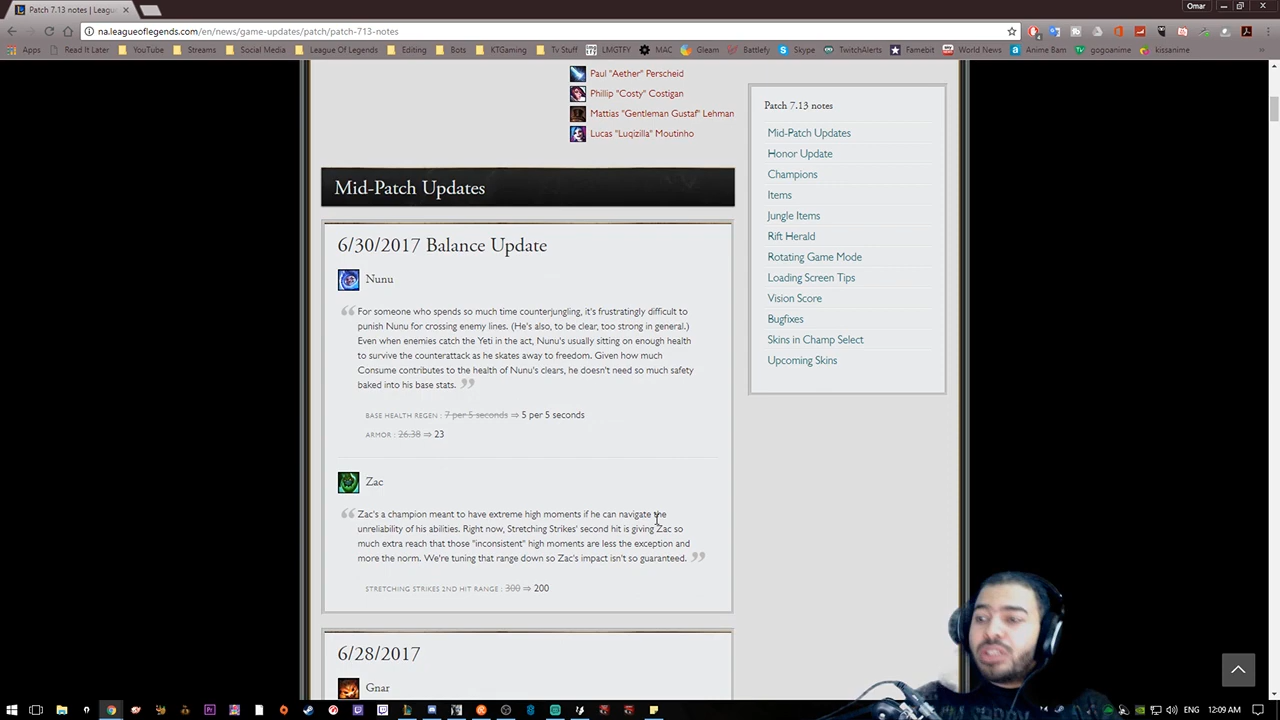 Patch 7.13 notes
Omar
na.leagueoflegends.com/en/news/game-updates/patch/patch-713-notes
Apps Read It Later YouTube Streams Social Media League Of Legends Editing Bots KTGaming Tv Stuff LMGTFY MAC Gleam Battlefy Skype TwitchAlerts Famebit World News Anime Bam gogoanime kissanime
Paul "Aether" Perscheid
Phillip "Costy" Costigan
Mattias "Gentleman Gustaf" Lehman
Lucas "Luqizilla" Moutinho
Mid-Patch Updates
6/30/2017 Balance Update
Nunu
For someone who spends so much time counterjungling, it's frustratingly difficult to
punish Nunu for crossing enemy lines. (He's also, to be clear, too strong in general.)
Even when enemies catch the Yeti in the act, Nunu's usually sitting on enough health
to survive the counterattack as he skates away to freedom. Given how much
Consume contributes to the health of Nunu's clears, he doesn't need so much safety
baked into his base stats.
BASE HEALTH REGEN : 7 per 5 seconds ⇒ 5 per 5 seconds
ARMOR : 26.38 ⇒ 23
Zac
Zac's a champion meant to have extreme high moments if he can navigate the
unreliability of his abilities. Right now, Stretching Strikes' second hit is giving Zac so
much extra reach that those "inconsistent" high moments are less the exception and
more the norm. We're tuning that range down so Zac's impact isn't so guaranteed.
STRETCHING STRIKES 2ND HIT RANGE : 300 ⇒ 200
6/28/2017
Gnar
Patch 7.13 notes
Mid-Patch Updates
Honor Update
Champions
Items
Jungle Items
Rift Herald
Rotating Game Mode
Loading Screen Tips
Vision Score
Bugfixes
Skins in Champ Select
Upcoming Skins
ENG 12:09 AM